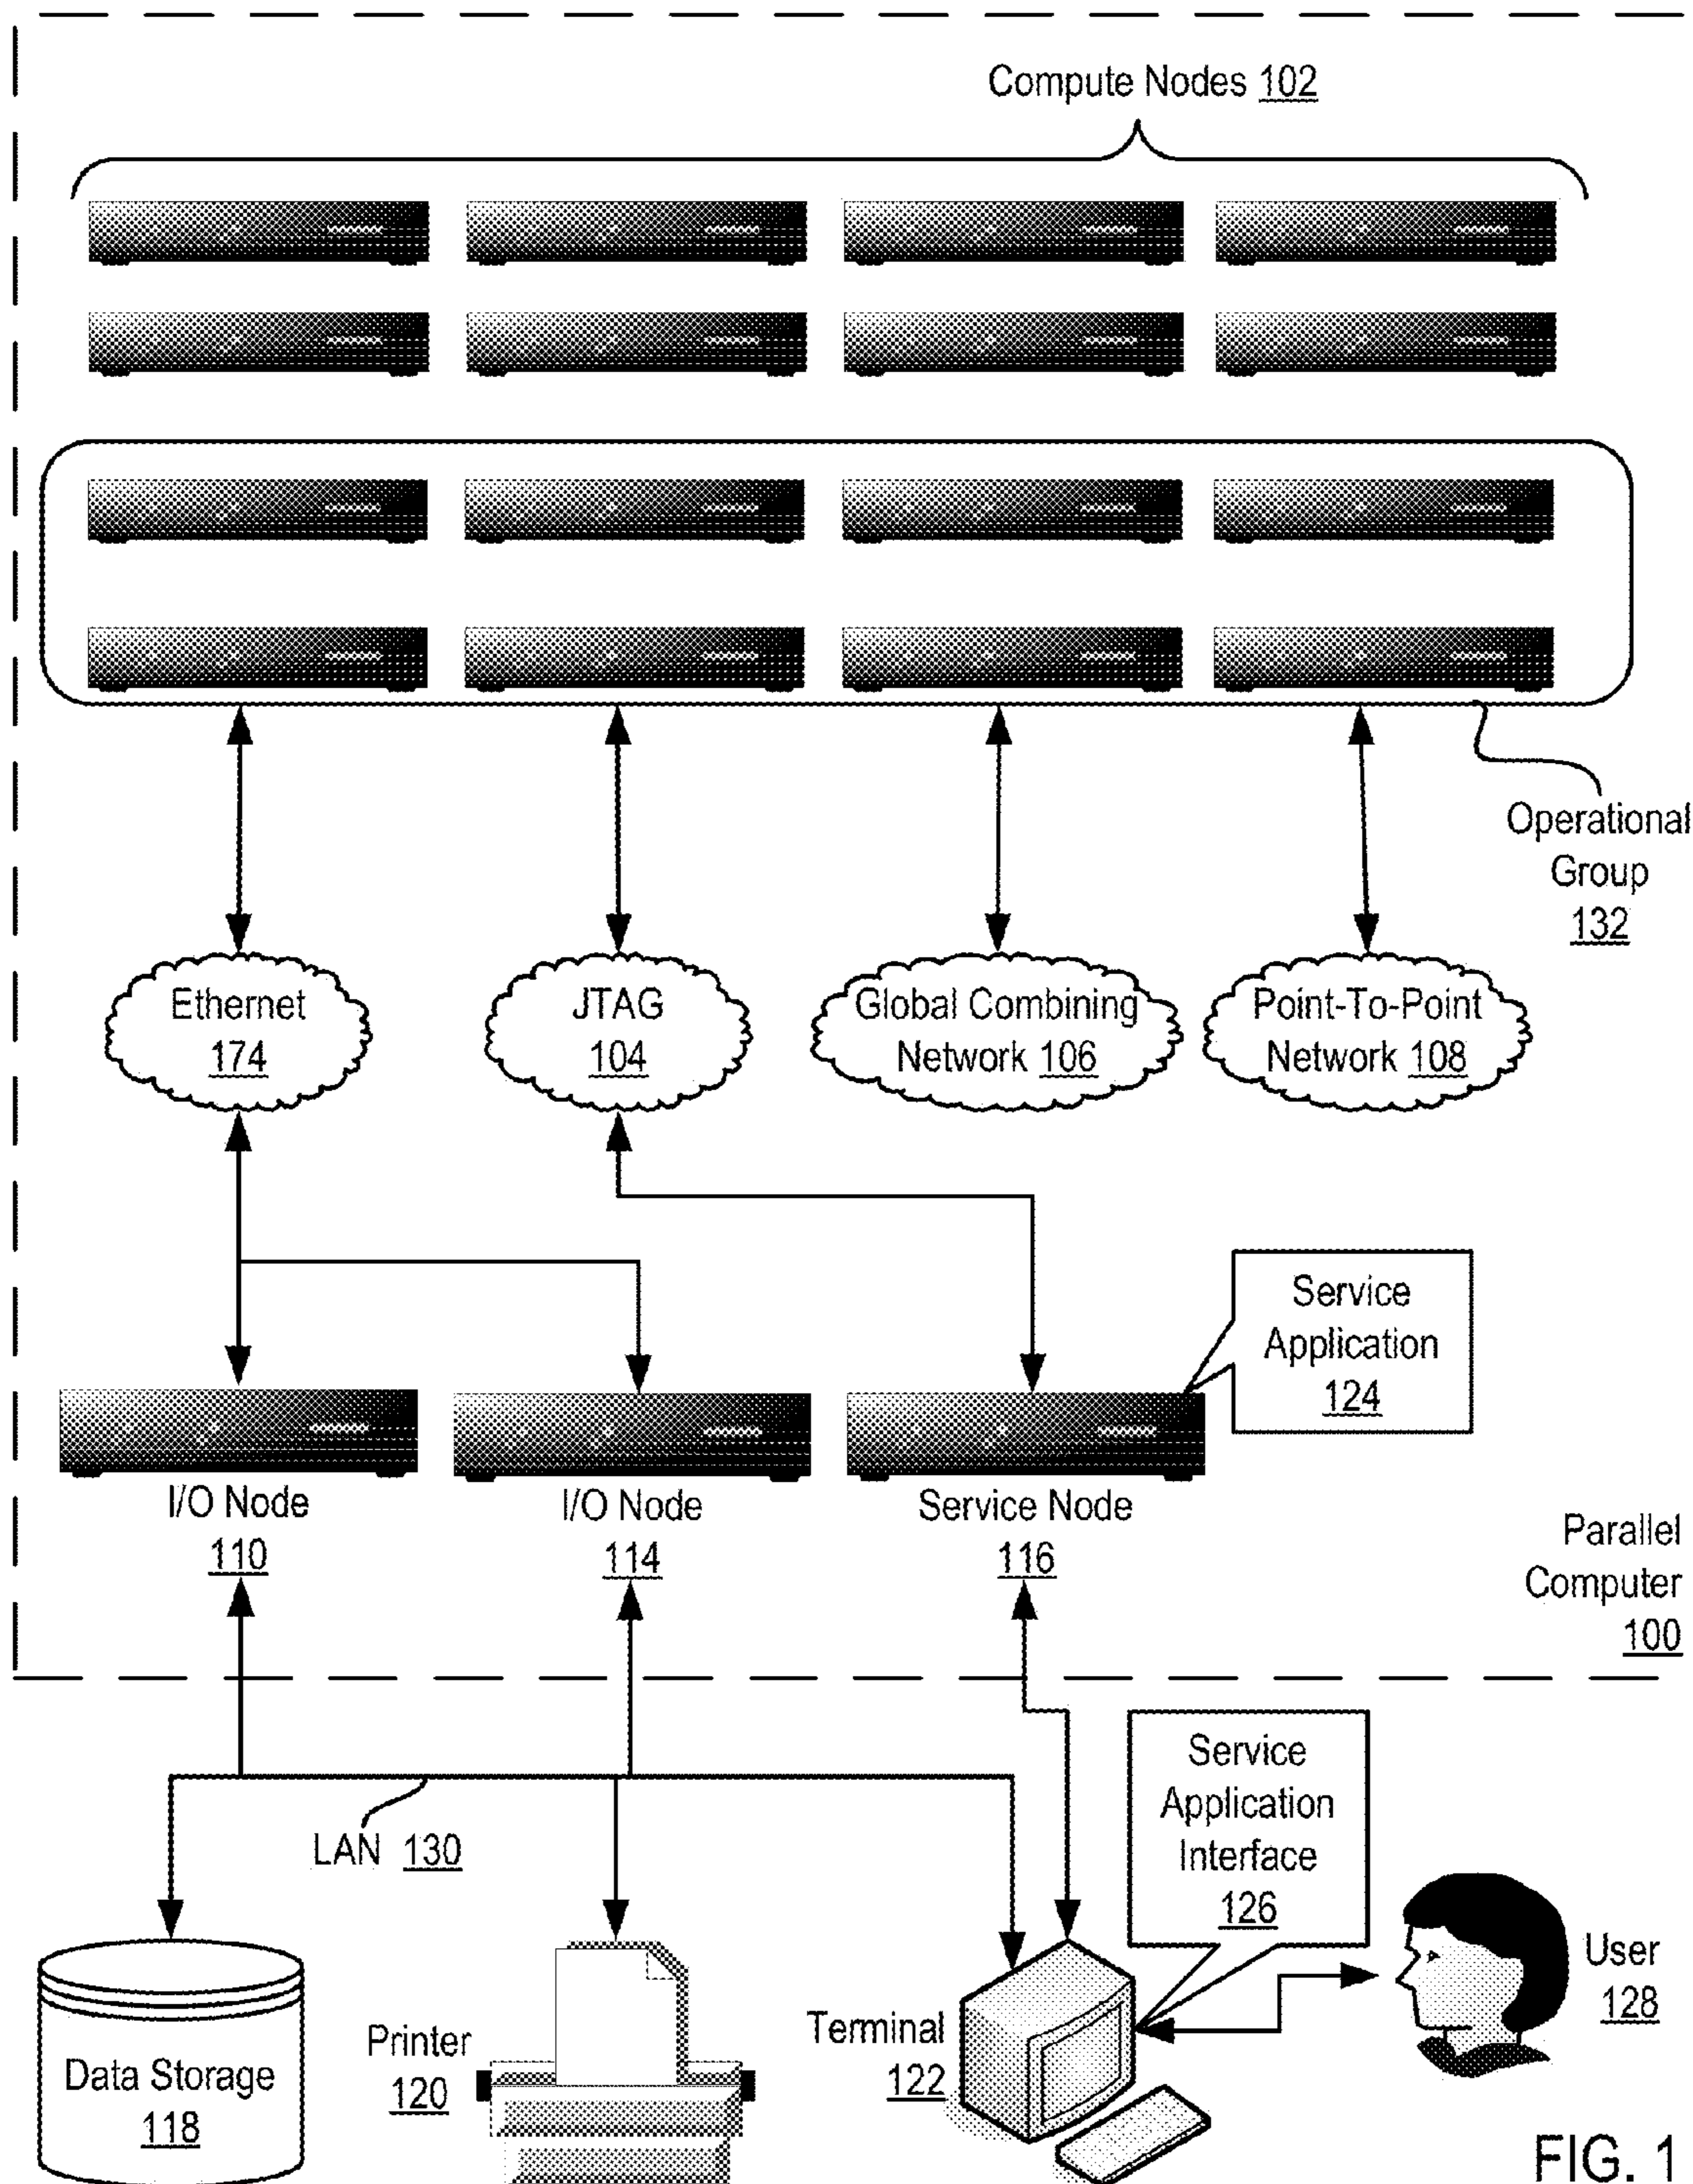 Compute Nodes 102
Operational
Group
132
Ethernet
174
JTAG
104
Global Combining
Network 106
Point-To-Point
Network 108
Service
Application
124
I/O Node
110
I/O Node
114
Service Node
116
Parallel
Computer
100
LAN 130
Service
Application
Interface
126
Data Storage
118
Printer
120
Terminal
122
User
128
FIG. 1